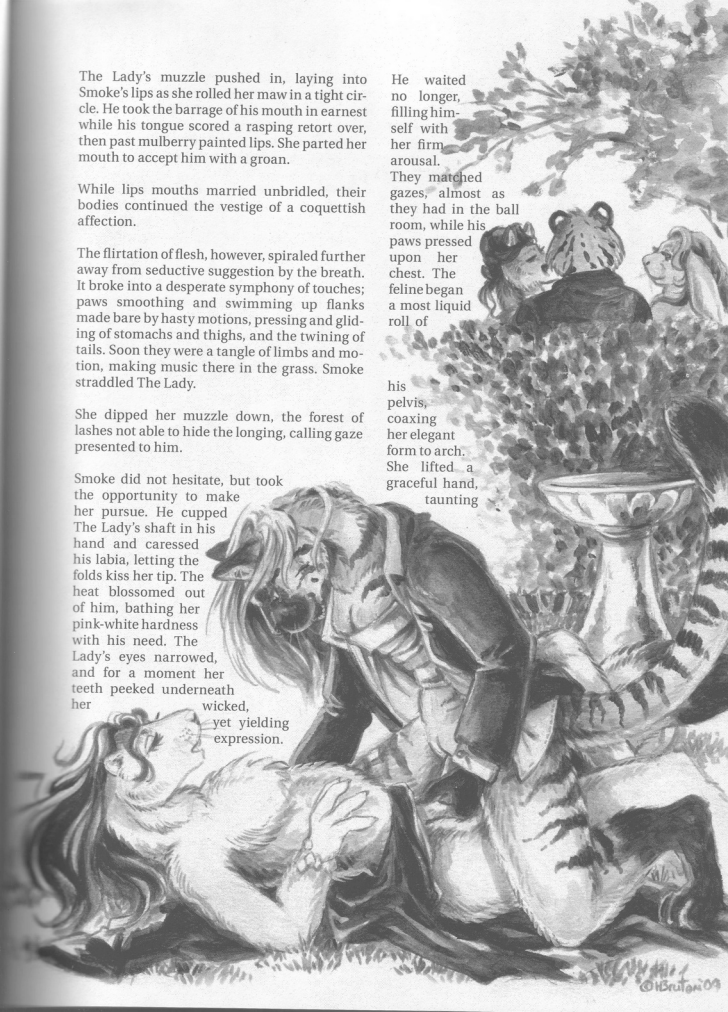 The Lady's muzzle pushed in, laying into
Smoke's lips as she rolled her maw in a tight cir-
cle. He took the barrage of his mouth in earnest
while his tongue scored a rasping retort over,
then past mulberry painted lips. She parted her
mouth to accept him with a groan.

While lips mouths married unbridled, their
bodies continued the vestige of a coquettish
affection.

The flirtation of flesh, however, spiraled further
away from seductive suggestion by the breath.
It broke into a desperate symphony of touches;
paws smoothing and swimming up flanks
made bare by hasty motions, pressing and glid-
ing of stomachs and thighs, and the twining of
tails. Soon they were a tangle of limbs and mo-
tion, making music there in the grass. Smoke
straddled The Lady.

She dipped her muzzle down, the forest of
lashes not able to hide the longing, calling gaze
presented to him.

Smoke did not hesitate, but took
the opportunity to make
her pursue. He cupped
The Lady's shaft in his
hand and caressed
his labia, letting the
folds kiss her tip. The
heat blossomed out
of him, bathing her
pink-white hardness
with his need. The
Lady's eyes narrowed,
and for a moment her
teeth peeked underneath
her wicked,
yet yielding
expression.

He waited
no longer,
filling him-
self with
her firm
arousal.
They matched
gazes, almost as
they had in the ball
room, while his
paws pressed
upon her
chest. The
feline began
a most liquid
roll of
his
pelvis,
coaxing
her elegant
form to arch.
She lifted a
graceful hand,
taunting
©HBruton '09